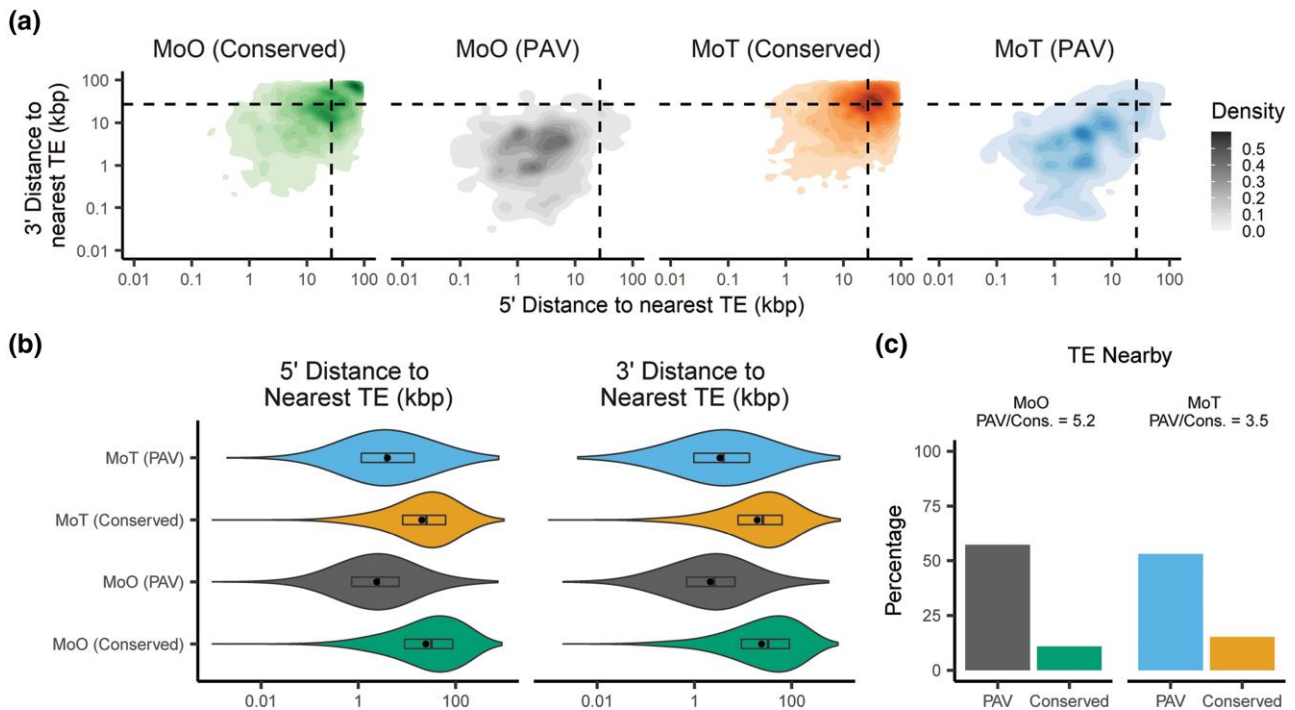 (a)
MoO (Conserved) MoO (PAV) MoT (Conserved) MoT (PAV)
3' Distance to
nearest TE (kbp)
100
10
1
0.1
0.01
0.01 0.1 1 10 100 0.01 0.1 1 10 100 0.01 0.1 1 10 100 0.01 0.1 1 10 100
5' Distance to nearest TE (kbp)
Density
0.5
0.4
0.3
0.2
0.1
0.0
(b)
5' Distance to
Nearest TE (kbp)
3' Distance to
Nearest TE (kbp)
MoT (PAV)
MoT (Conserved)
MoO (PAV)
MoO (Conserved)
0.01 1 100 0.01 1 100
(c)
TE Nearby
MoO
PAV/Cons. = 5.2
MoT
PAV/Cons. = 3.5
Percentage
100
75
50
25
0
PAV Conserved PAV Conserved